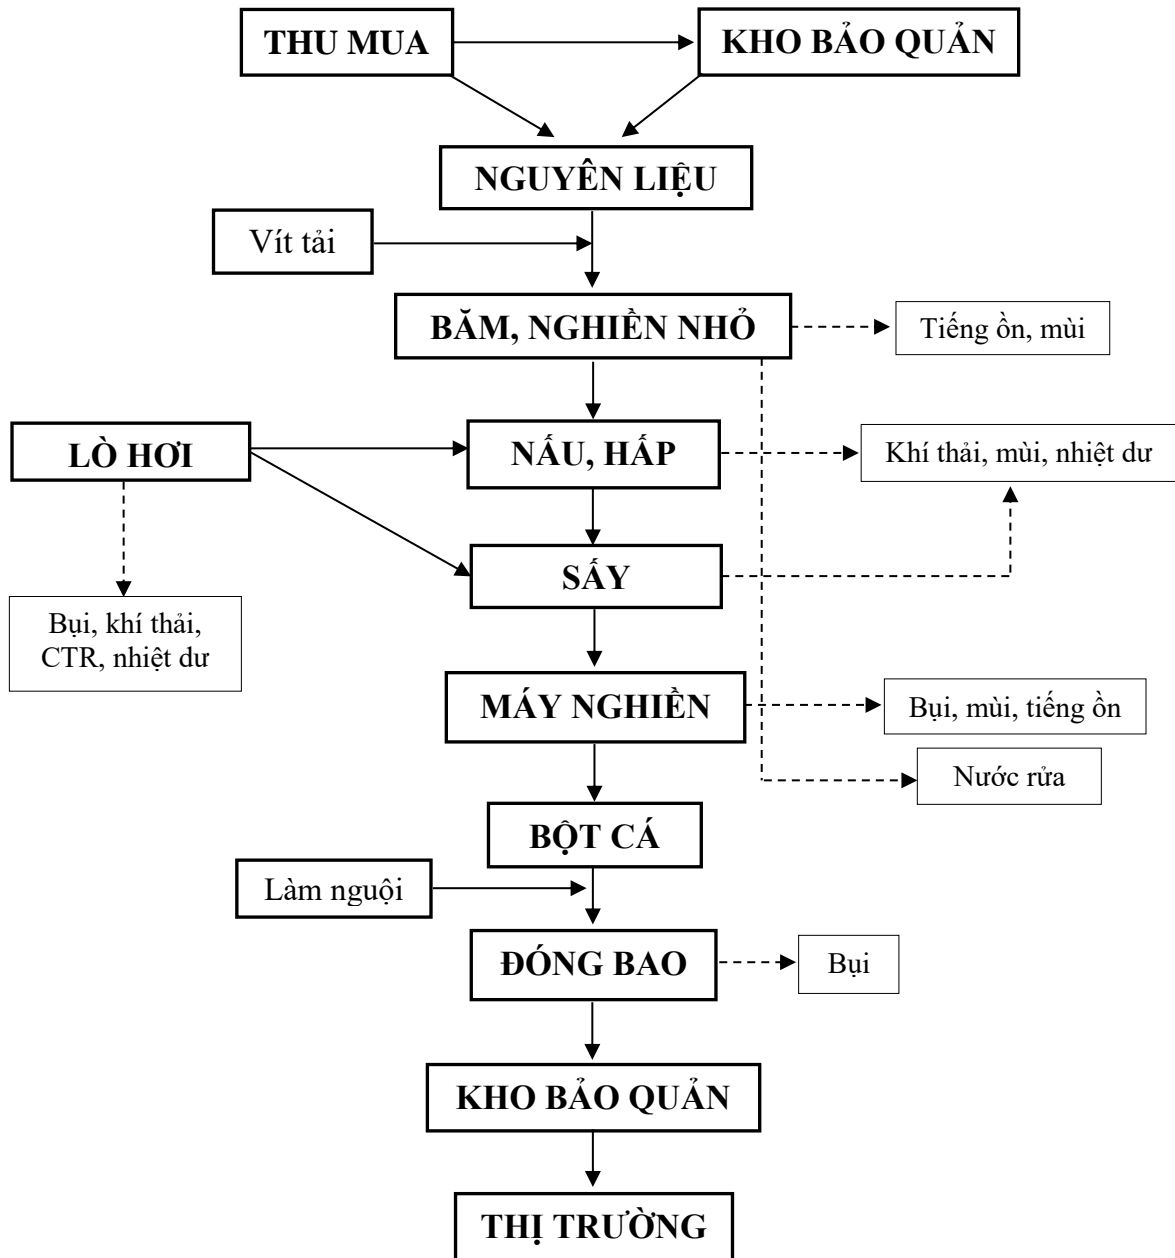 THU MUA
KHO BẢO QUẢN
NGUYÊN LIỆU
Vít tải
BĂM, NGHIỀN NHỎ
Tiếng ồn, mùi
LÒ HƠI
NẤU, HẤP
Khí thải, mùi, nhiệt dư
SẤY
Bụi, khí thải,
CTR, nhiệt dư
MÁY NGHIỀN
Bụi, mùi, tiếng ồn
Nước rửa
BỘT CÁ
Làm nguội
ĐÓNG BAO
Bụi
KHO BẢO QUẢN
THỊ TRƯỜNG